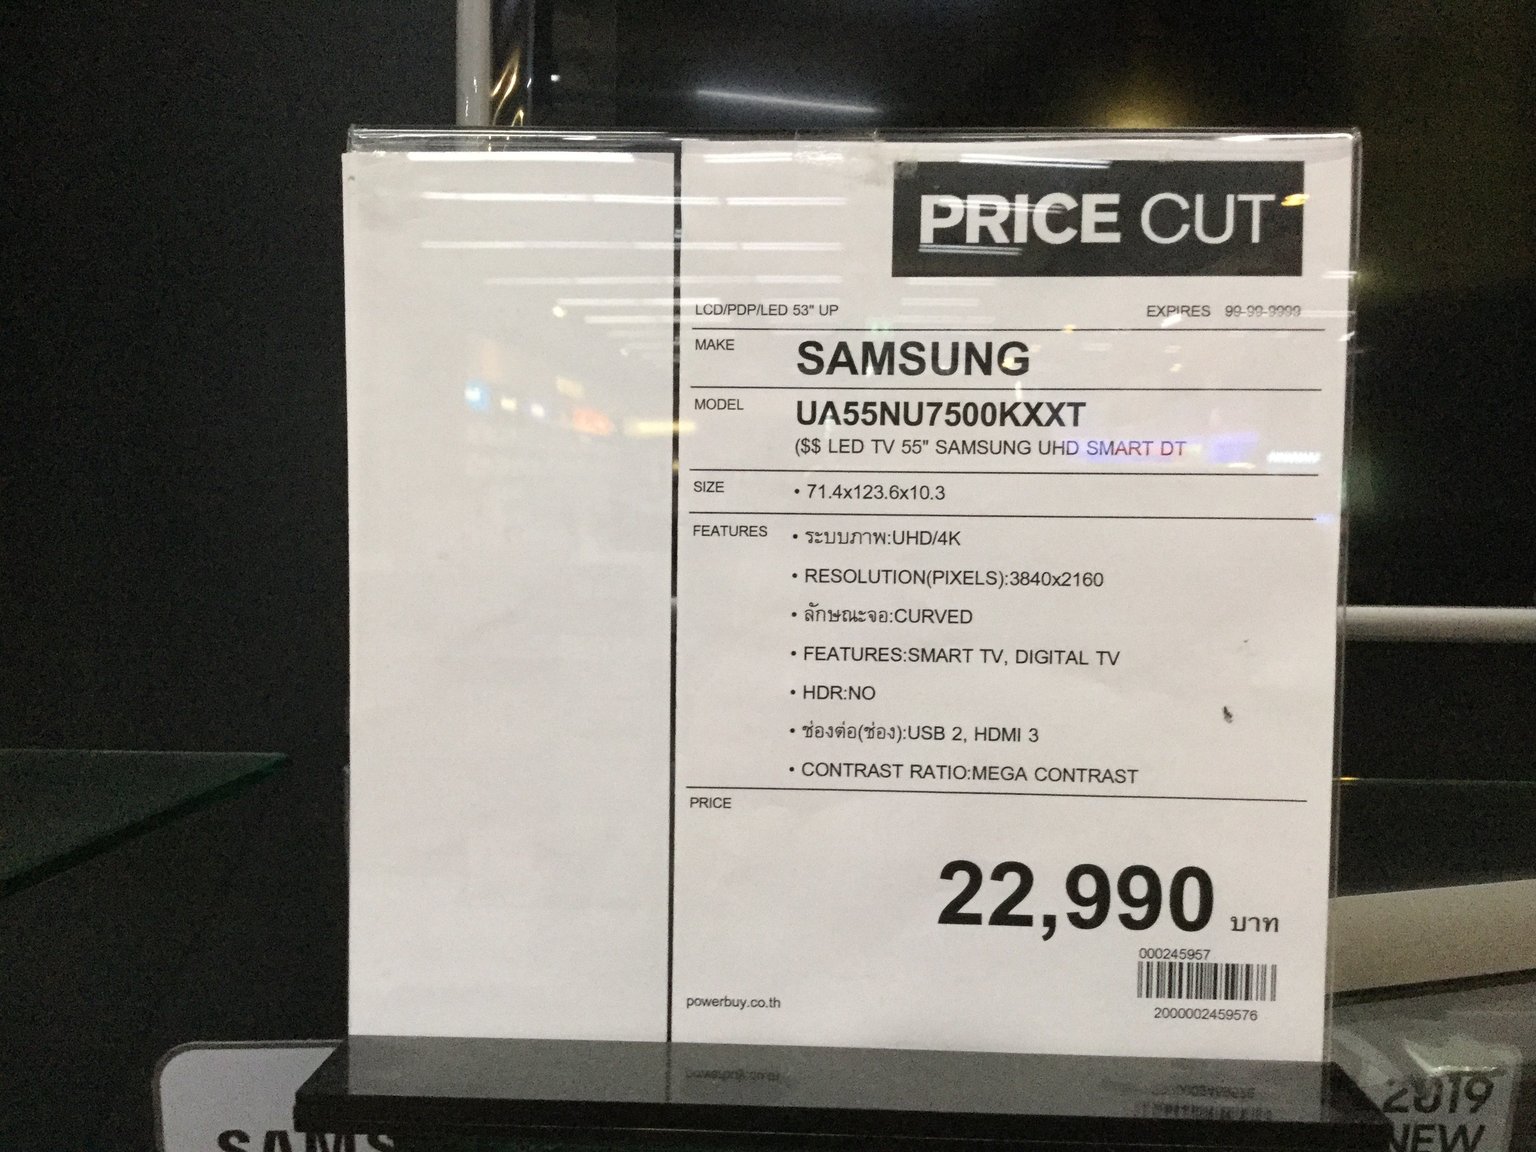 PRICE CUT
LCD/PDP/LED 53" UP EXPIRES 99-99-9999
MAKE SAMSUNG
MODEL UA55NU7500KXXT
($$ LED TV 55" SAMSUNG UHD SMART DT
SIZE • 71.4x123.6x10.3
FEATURES • ระบบภาพ:UHD/4K
• RESOLUTION(PIXELS):3840x2160
• ลักษณะจอ:CURVED
• FEATURES:SMART TV, DIGITAL TV
• HDR:NO
• ช่องต่อ(ช่อง):USB 2, HDMI 3
• CONTRAST RATIO:MEGA CONTRAST
PRICE
22,990 บาท
000245957
powerbuy.co.th
2000002459576
2019
NEW
SAMS